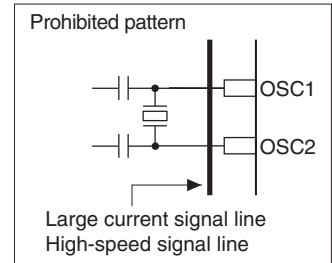 Prohibited pattern
OSC1
OSC2
Large current signal line
High-speed signal line